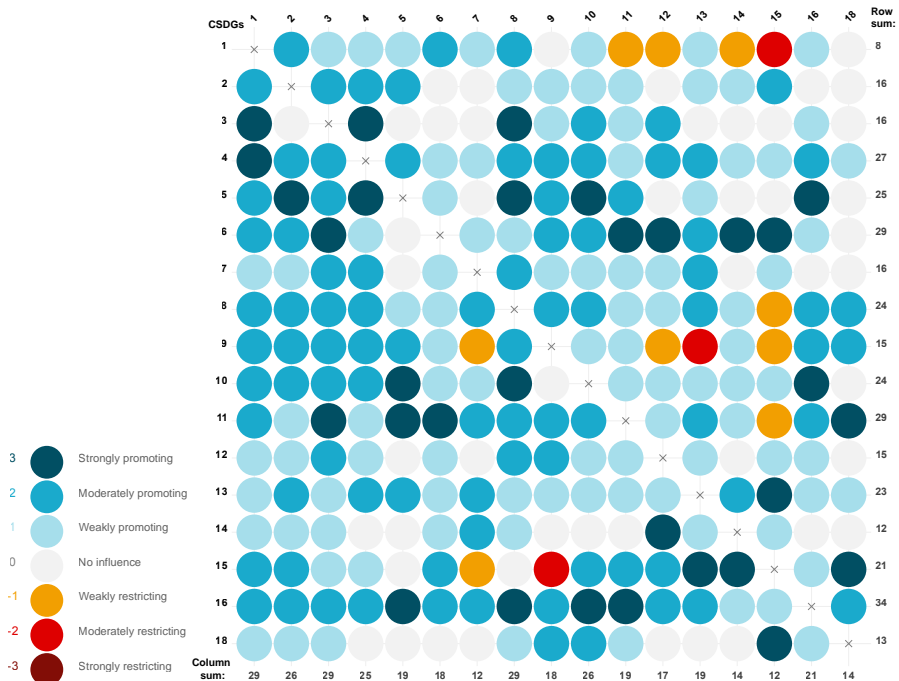 CSDGs 1 2 3 4 5 6 7 8 9 10 11 12 13 14 15 16 18 Row sum:
1 8
2 16
3 16
4 27
5 25
6 29
7 16
8 24
9 15
10 24
11 29
12 15
13 23
14 12
15 21
16 34
18 13
Column sum: 29 26 29 25 19 18 12 29 18 26 19 17 19 14 12 21 14
3 Strongly promoting
2 Moderately promoting
1 Weakly promoting
0 No influence
-1 Weakly restricting
-2 Moderately restricting
-3 Strongly restricting